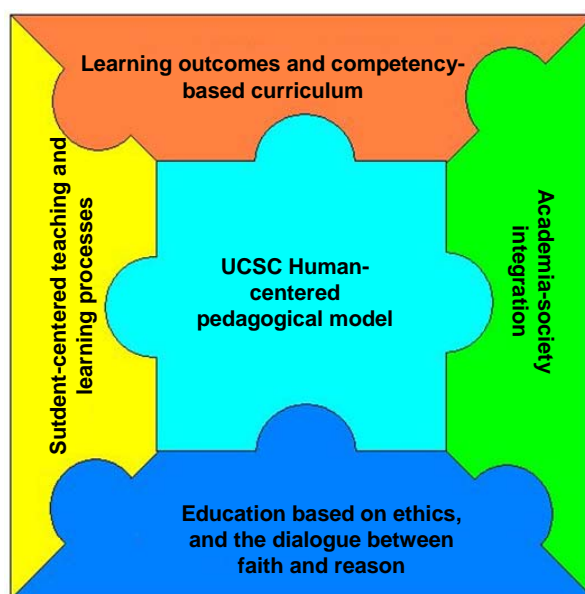 Learning outcomes and competency-
based curriculum
Sutdent-centered teaching and
learning processes
UCSC Human-
centered
pedagogical model
Academia-society
integration
Education based on ethics,
and the dialogue between
faith and reason